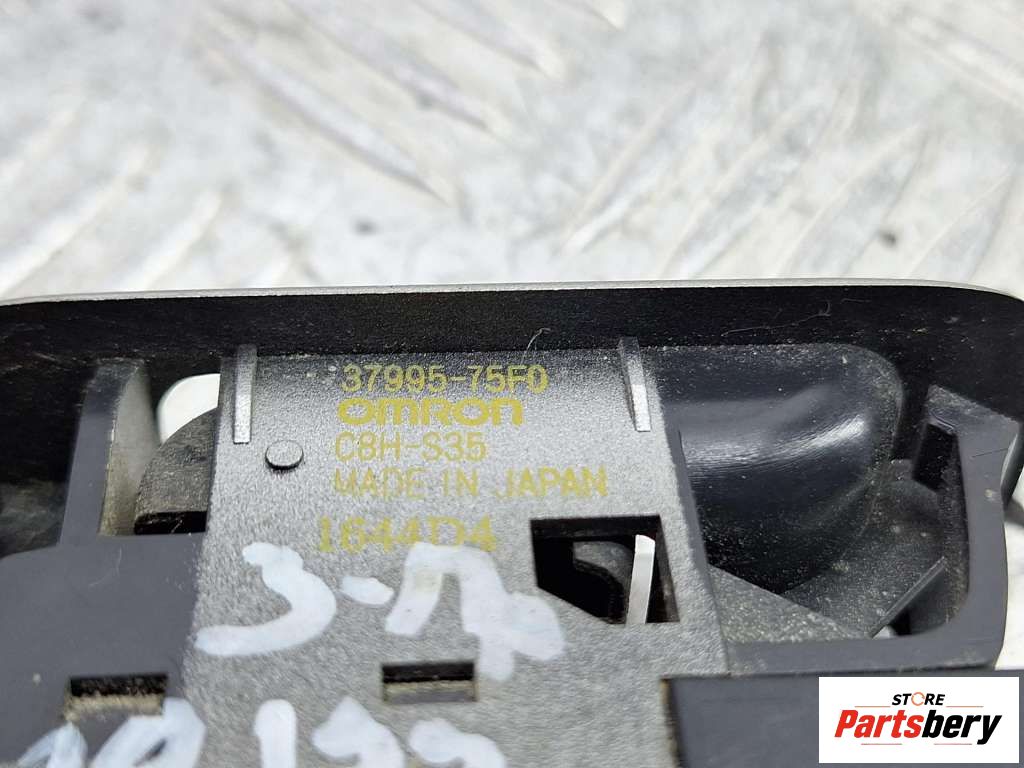 37995-75F0
OMRON
C8H-S35
MADE IN JAPAN
1644D4
STORE
Partsbery